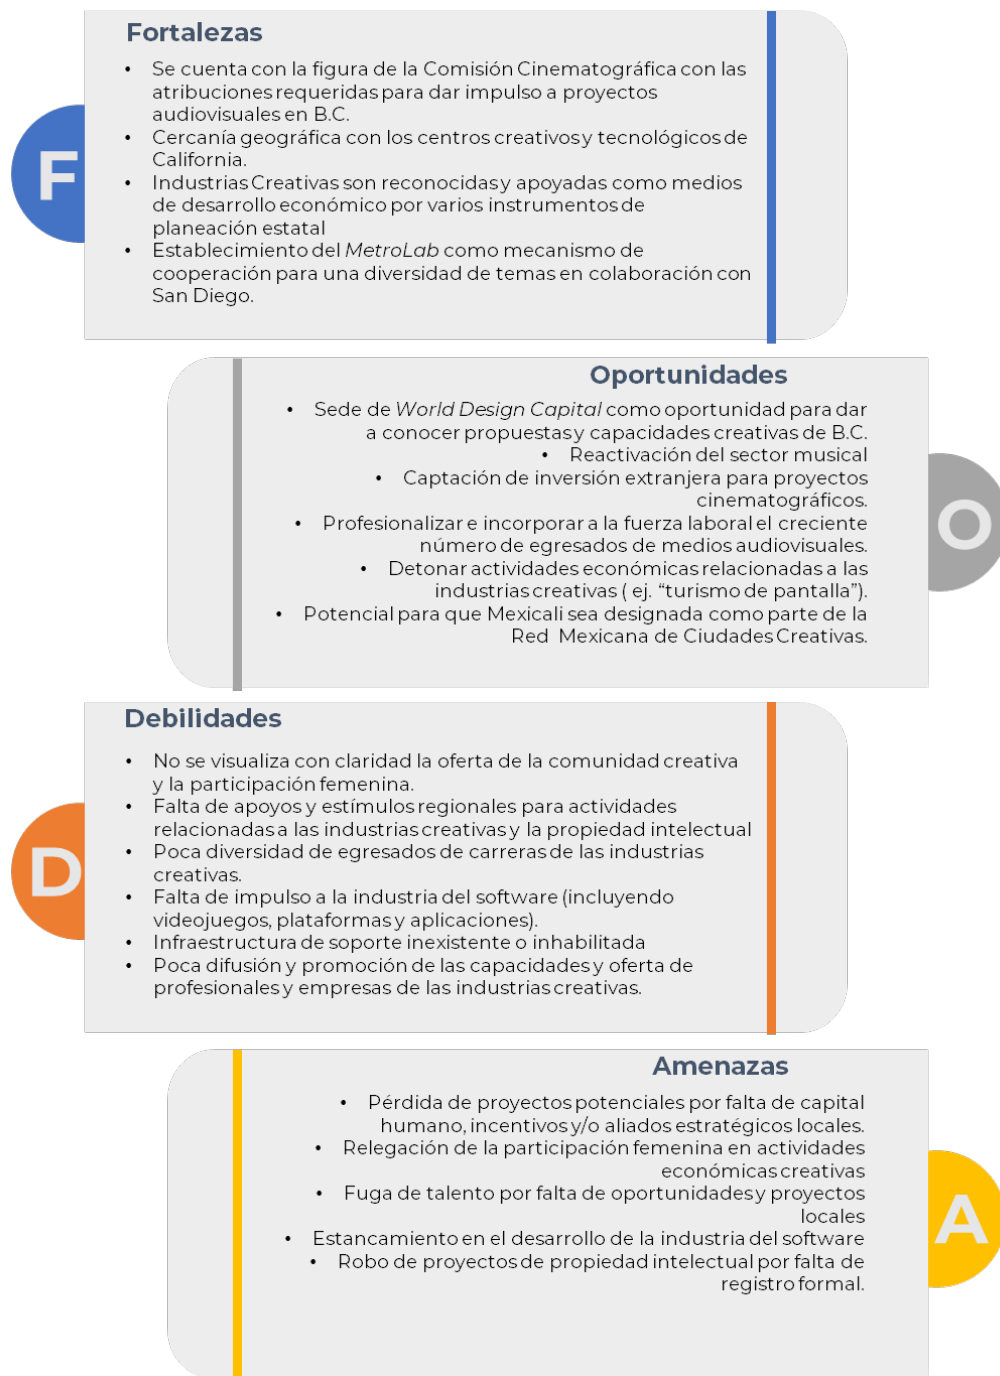 Fortalezas
• Se cuenta con la figura de la Comisión Cinematográfica con las
atribuciones requeridas para dar impulso a proyectos
audiovisuales en B.C.
• Cercanía geográfica con los centros creativos y tecnológicos de
California.
• Industrias Creativas son reconocidas y apoyadas como medios
de desarrollo económico por varios instrumentos de
planeación estatal
• Establecimiento del MetroLab como mecanismo de
cooperación para una diversidad de temas en colaboración con
San Diego.
F
Oportunidades
• Sede de World Design Capital como oportunidad para dar
a conocer propuestas y capacidades creativas de B.C.
• Reactivación del sector musical
• Captación de inversión extranjera para proyectos
cinematográficos.
• Profesionalizar e incorporar a la fuerza laboral el creciente
número de egresados de medios audiovisuales.
• Detonar actividades económicas relacionadas a las
industrias creativas ( ej. “turismo de pantalla”).
• Potencial para que Mexicali sea designada como parte de la
Red Mexicana de Ciudades Creativas.
O
Debilidades
• No se visualiza con claridad la oferta de la comunidad creativa
y la participación femenina.
• Falta de apoyos y estímulos regionales para actividades
relacionadas a las industrias creativas y la propiedad intelectual
• Poca diversidad de egresados de carreras de las industrias
creativas.
• Falta de impulso a la industria del software (incluyendo
videojuegos, plataformas y aplicaciones).
• Infraestructura de soporte inexistente o inhabilitada
• Poca difusión y promoción de las capacidades y oferta de
profesionales y empresas de las industrias creativas.
D
Amenazas
• Pérdida de proyectos potenciales por falta de capital
humano, incentivos y/o aliados estratégicos locales.
• Relegación de la participación femenina en actividades
económicas creativas
• Fuga de talento por falta de oportunidades y proyectos
locales
• Estancamiento en el desarrollo de la industria del software
• Robo de proyectos de propiedad intelectual por falta de
registro formal.
A